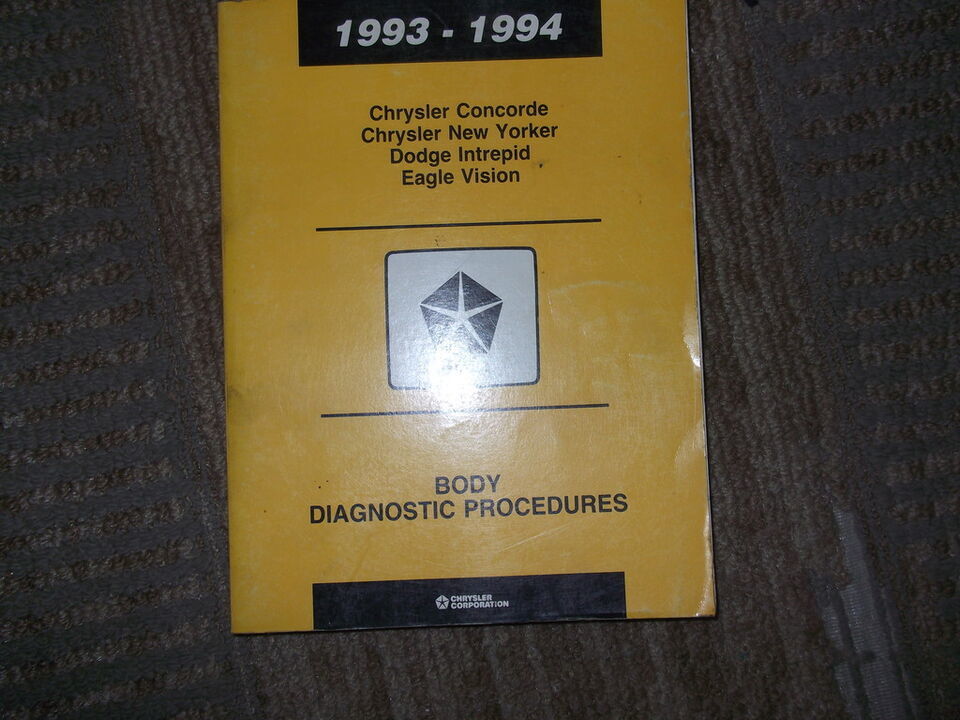 1993 - 1994
Chrysler Concorde
Chrysler New Yorker
Dodge Intrepid
Eagle Vision
BODY
DIAGNOSTIC PROCEDURES
CHRYSLER
CORPORATION